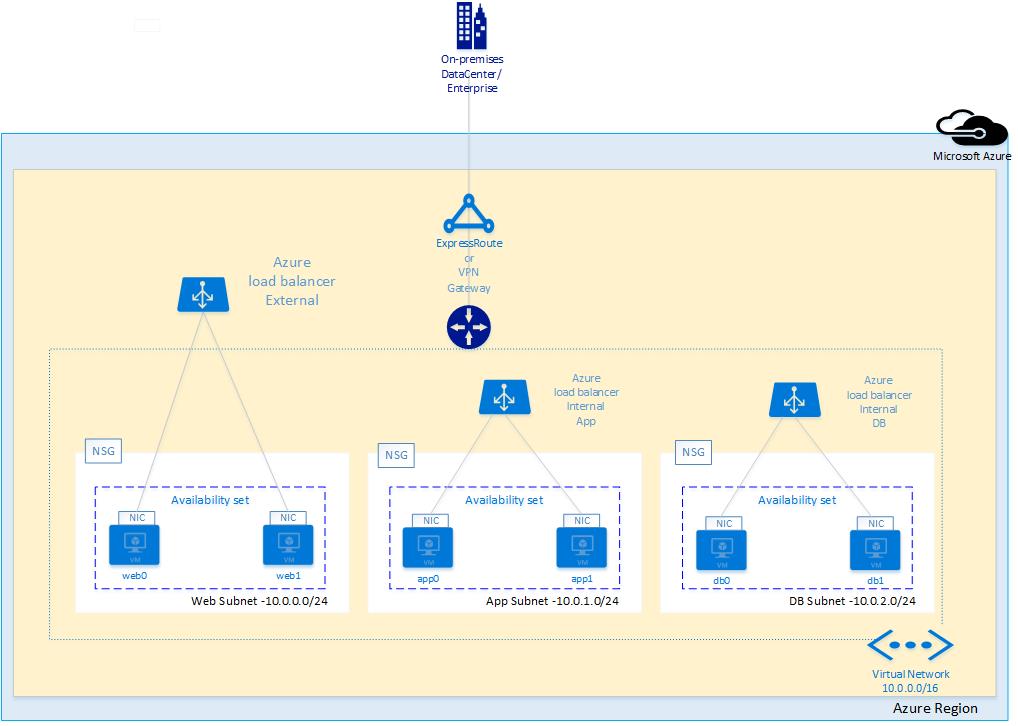 On-premises
DataCenter/
Enterprise
Microsoft Azure
ExpressRoute
or
VPN
Gateway
Azure
load balancer
External
Azure
load balancer
Internal
App
Azure
load balancer
Internal
DB
NSG
NSG
NSG
Availability set
Availability set
Availability set
NIC
NIC
NIC
NIC
NIC
NIC
VM
VM
VM
VM
VM
VM
web0
web1
app0
app1
db0
db1
Web Subnet -10.0.0.0/24
App Subnet -10.0.1.0/24
DB Subnet -10.0.2.0/24
Virtual Network
10.0.0.0/16
Azure Region